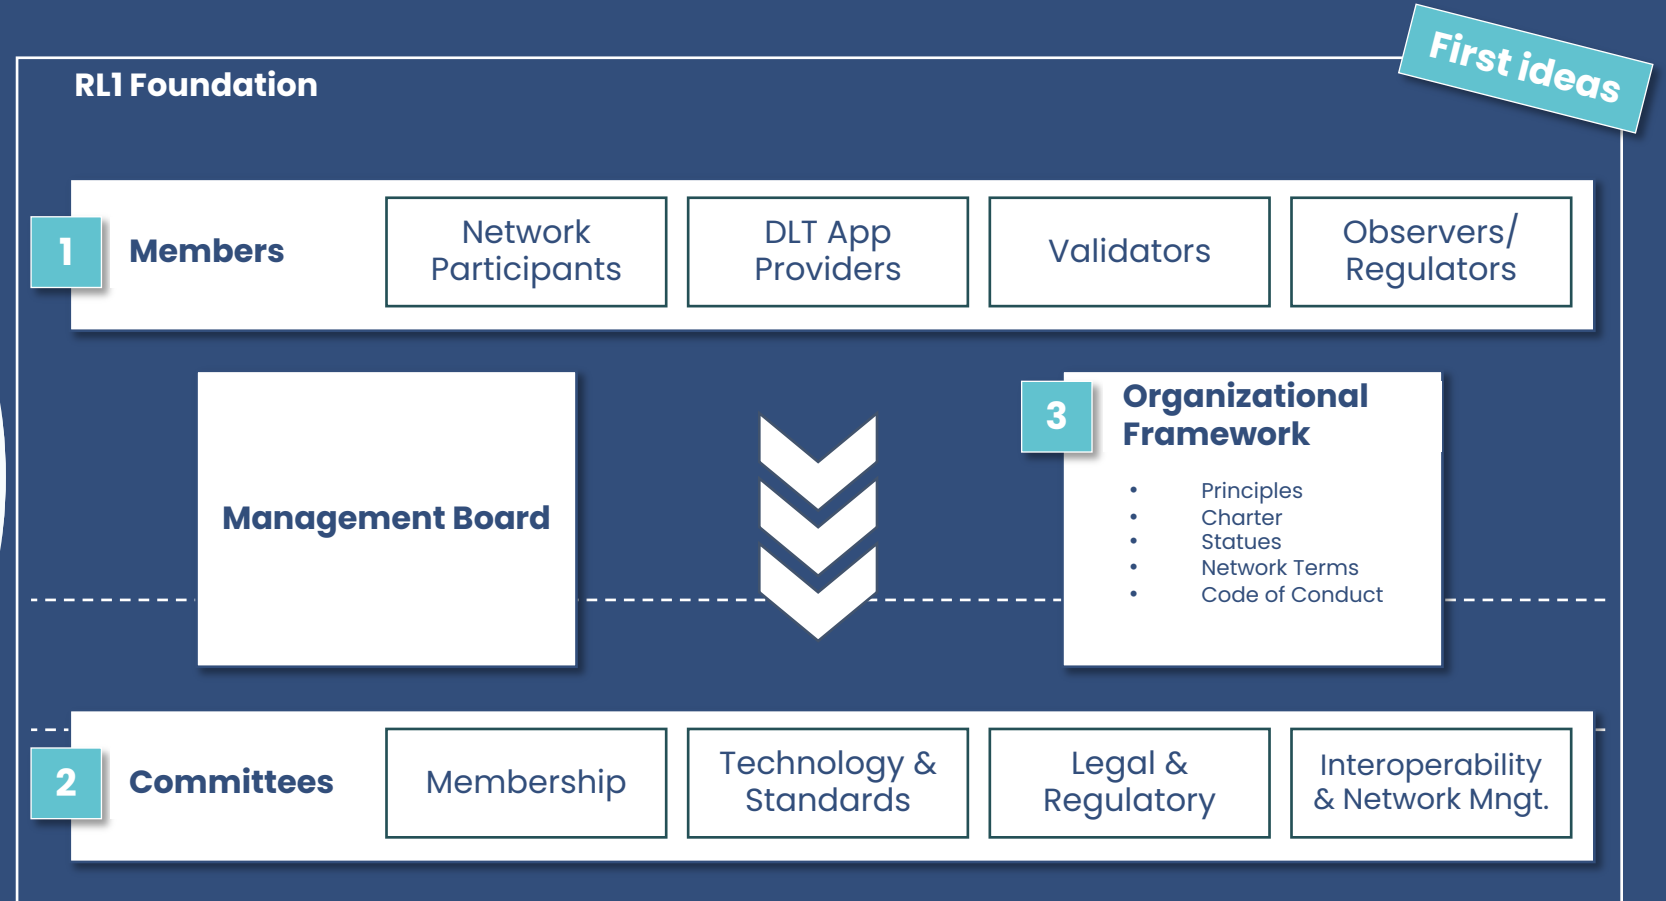 First ideas
RL1 Foundation
1
Members
Network
Participants
DLT App
Providers
Validators
Observers/
Regulators
Management Board
3
Organizational
Framework
• Principles
• Charter
• Statues
• Network Terms
• Code of Conduct
2
Committees
Membership
Technology &
Standards
Legal &
Regulatory
Interoperability
& Network Mngt.